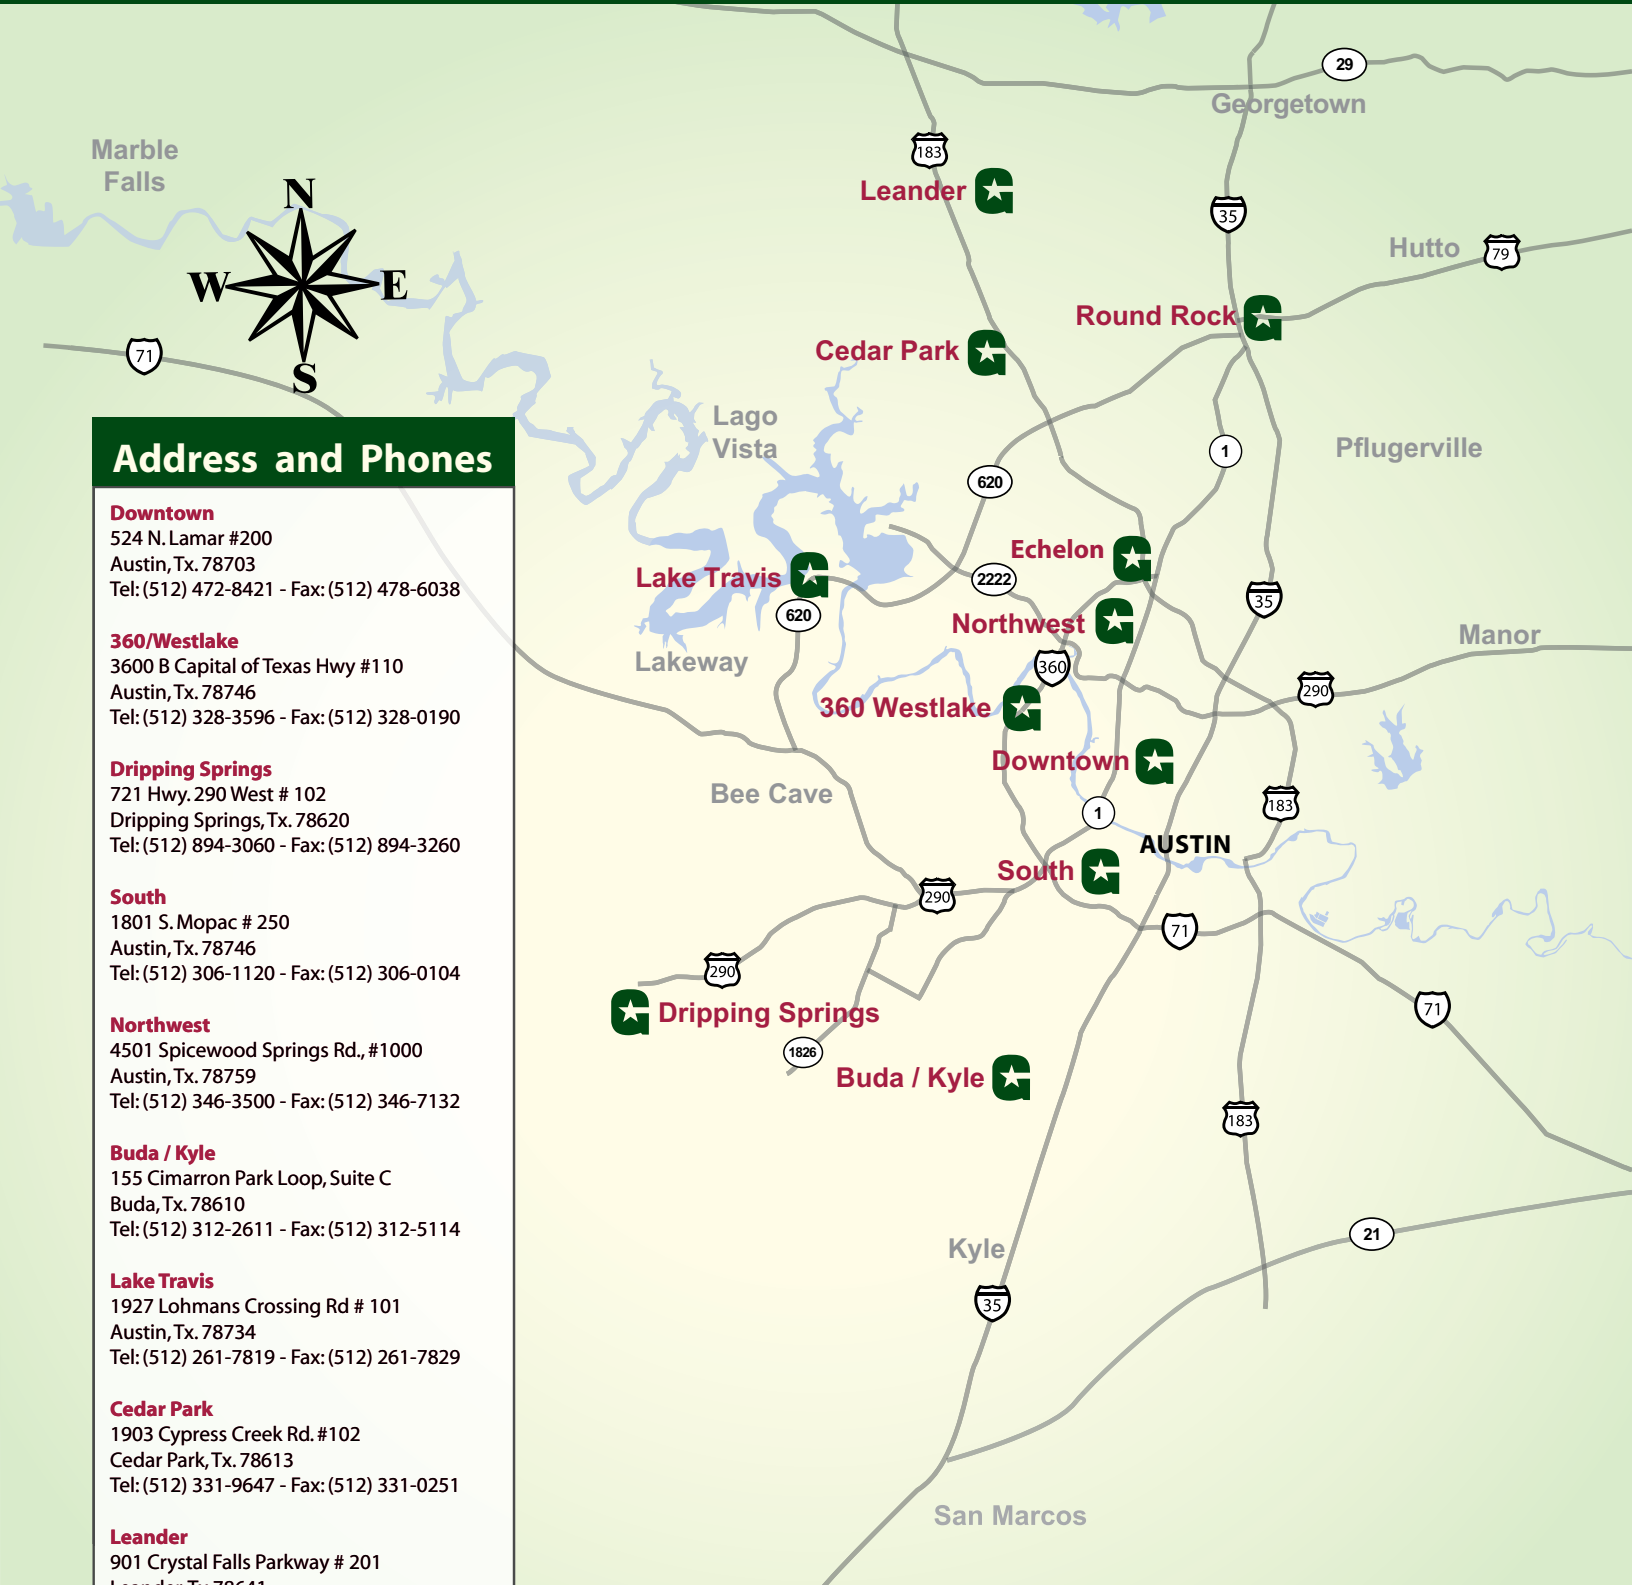 29
Georgetown
Marble
Falls
183
N
Leander
35
Hutto
79
W
E
Round Rock
71
S
Cedar Park
Lago
Vista
1
Pflugerville
620
Echelon
2222
Lake Travis
35
620
Northwest
Manor
Lakeway
360
290
360 Westlake
Downtown
Bee Cave
183
1
AUSTIN
South
290
71
290
Dripping Springs
71
1826
Buda / Kyle
183
21
Kyle
35
San Marcos
Address and Phones
Downtown
524 N. Lamar #200
Austin, Tx. 78703
Tel: (512) 472-8421 - Fax: (512) 478-6038
360/Westlake
3600 B Capital of Texas Hwy #110
Austin, Tx. 78746
Tel: (512) 328-3596 - Fax: (512) 328-0190
Dripping Springs
721 Hwy. 290 West # 102
Dripping Springs, Tx. 78620
Tel: (512) 894-3060 - Fax: (512) 894-3260
South
1801 S. Mopac # 250
Austin, Tx. 78746
Tel: (512) 306-1120 - Fax: (512) 306-0104
Northwest
4501 Spicewood Springs Rd., #1000
Austin, Tx. 78759
Tel: (512) 346-3500 - Fax: (512) 346-7132
Buda / Kyle
155 Cimarron Park Loop, Suite C
Buda, Tx. 78610
Tel: (512) 312-2611 - Fax: (512) 312-5114
Lake Travis
1927 Lohmans Crossing Rd # 101
Austin, Tx. 78734
Tel: (512) 261-7819 - Fax: (512) 261-7829
Cedar Park
1903 Cypress Creek Rd. #102
Cedar Park, Tx. 78613
Tel: (512) 331-9647 - Fax: (512) 331-0251
Leander
901 Crystal Falls Parkway # 201
Leander, Tx. 78641